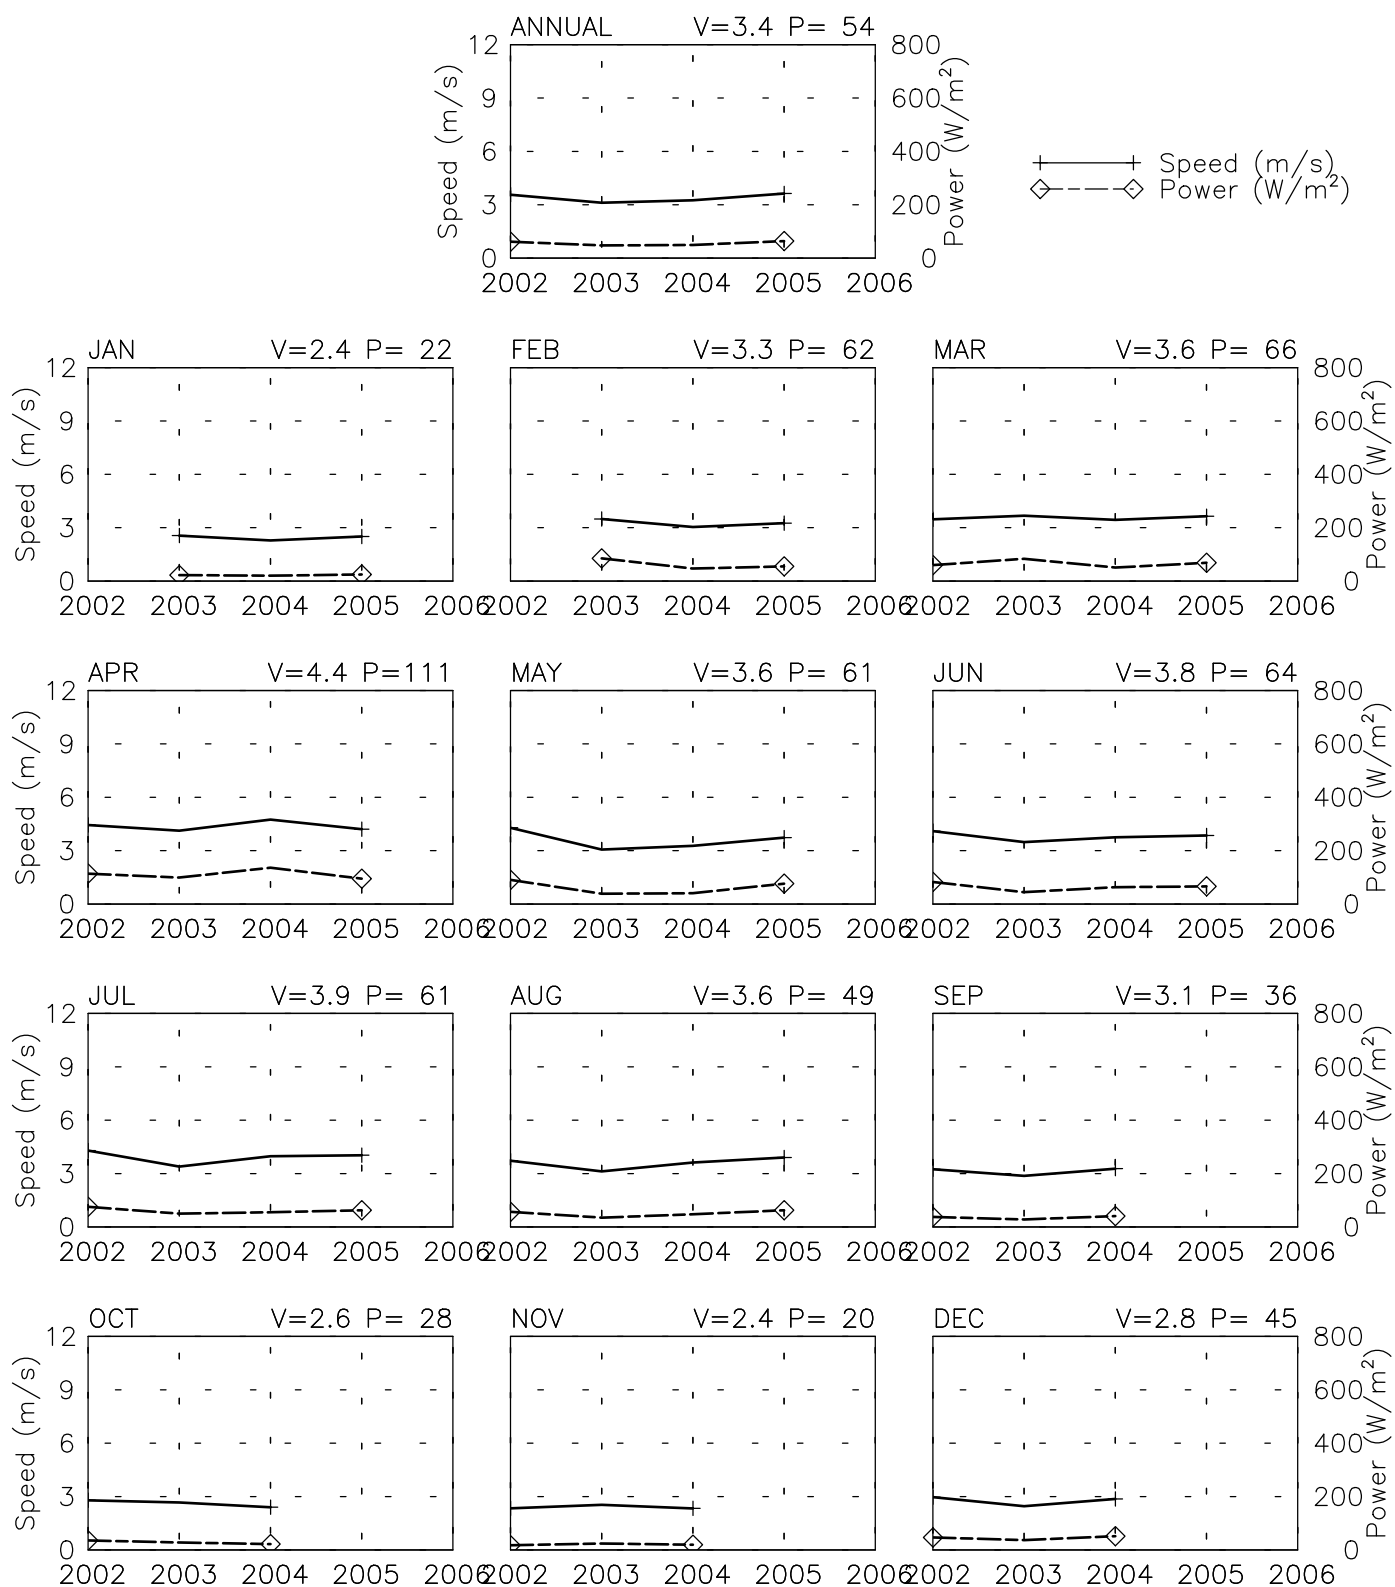 ANNUAL V=3.4 P= 54
12 800
9 600
6 400
3 200
0 0
Speed (m/s)
Power (W/m²)
2002 2003 2004 2005 2006
Speed (m/s)
Power (W/m²)
JAN V=2.4 P= 22 FEB V=3.3 P= 62 MAR V=3.6 P= 66
12 800
9 600
6 400
3 200
0 0
Speed (m/s)
Power (W/m²)
2002 2003 2004 2005 2006 2002 2003 2004 2005 2006 2002 2003 2004 2005 2006
APR V=4.4 P=111 MAY V=3.6 P= 61 JUN V=3.8 P= 64
12 800
9 600
6 400
3 200
0 0
Speed (m/s)
Power (W/m²)
2002 2003 2004 2005 2006 2002 2003 2004 2005 2006 2002 2003 2004 2005 2006
JUL V=3.9 P= 61 AUG V=3.6 P= 49 SEP V=3.1 P= 36
12 800
9 600
6 400
3 200
0 0
Speed (m/s)
Power (W/m²)
2002 2003 2004 2005 2006 2002 2003 2004 2005 2006 2002 2003 2004 2005 2006
OCT V=2.6 P= 28 NOV V=2.4 P= 20 DEC V=2.8 P= 45
12 800
9 600
6 400
3 200
0 0
Speed (m/s)
Power (W/m²)
2002 2003 2004 2005 2006 2002 2003 2004 2005 2006 2002 2003 2004 2005 2006